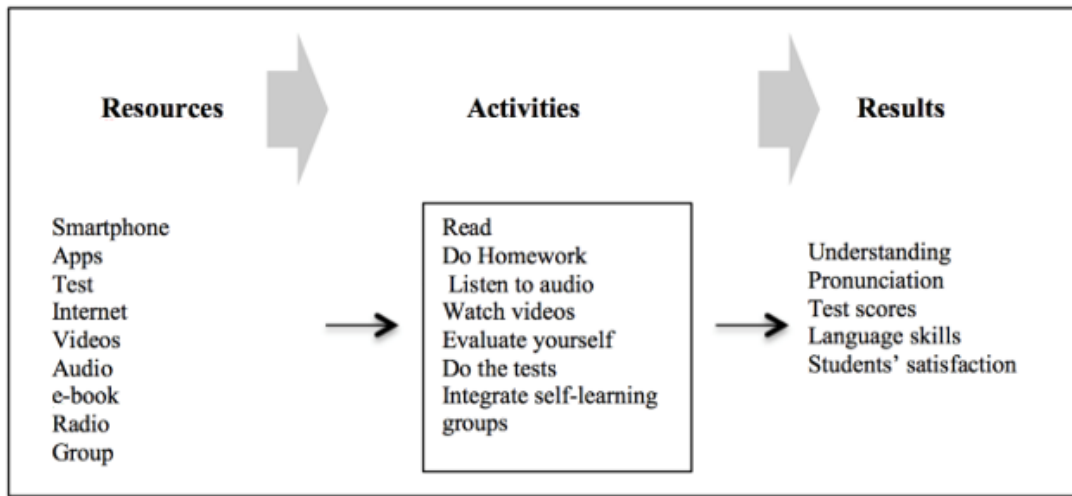 Resources
Activities
Results
Smartphone
Apps
Test
Internet
Videos
Audio
e-book
Radio
Group
Read
Do Homework
Listen to audio
Watch videos
Evaluate yourself
Do the tests
Integrate self-learning
groups
Understanding
Pronunciation
Test scores
Language skills
Students’ satisfaction